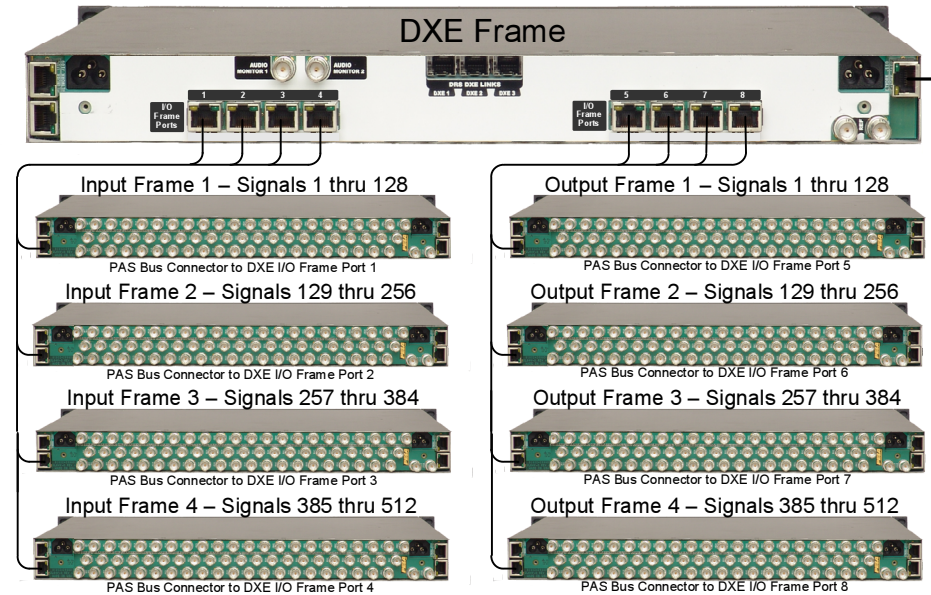 DXE Frame
AUDIO MONITOR 1
AUDIO MONITOR 2
DRS DXE LINKS
DXE 1 DXE 2 DXE 3
I/O Frame Ports
1 2 3 4
I/O Frame Ports
5 6 7 8
Input Frame 1 – Signals 1 thru 128
PAS Bus Connector to DXE I/O Frame Port 1
Input Frame 2 – Signals 129 thru 256
PAS Bus Connector to DXE I/O Frame Port 2
Input Frame 3 – Signals 257 thru 384
PAS Bus Connector to DXE I/O Frame Port 3
Input Frame 4 – Signals 385 thru 512
PAS Bus Connector to DXE I/O Frame Port 4
Output Frame 1 – Signals 1 thru 128
PAS Bus Connector to DXE I/O Frame Port 5
Output Frame 2 – Signals 129 thru 256
PAS Bus Connector to DXE I/O Frame Port 6
Output Frame 3 – Signals 257 thru 384
PAS Bus Connector to DXE I/O Frame Port 7
Output Frame 4 – Signals 385 thru 512
PAS Bus Connector to DXE I/O Frame Port 8